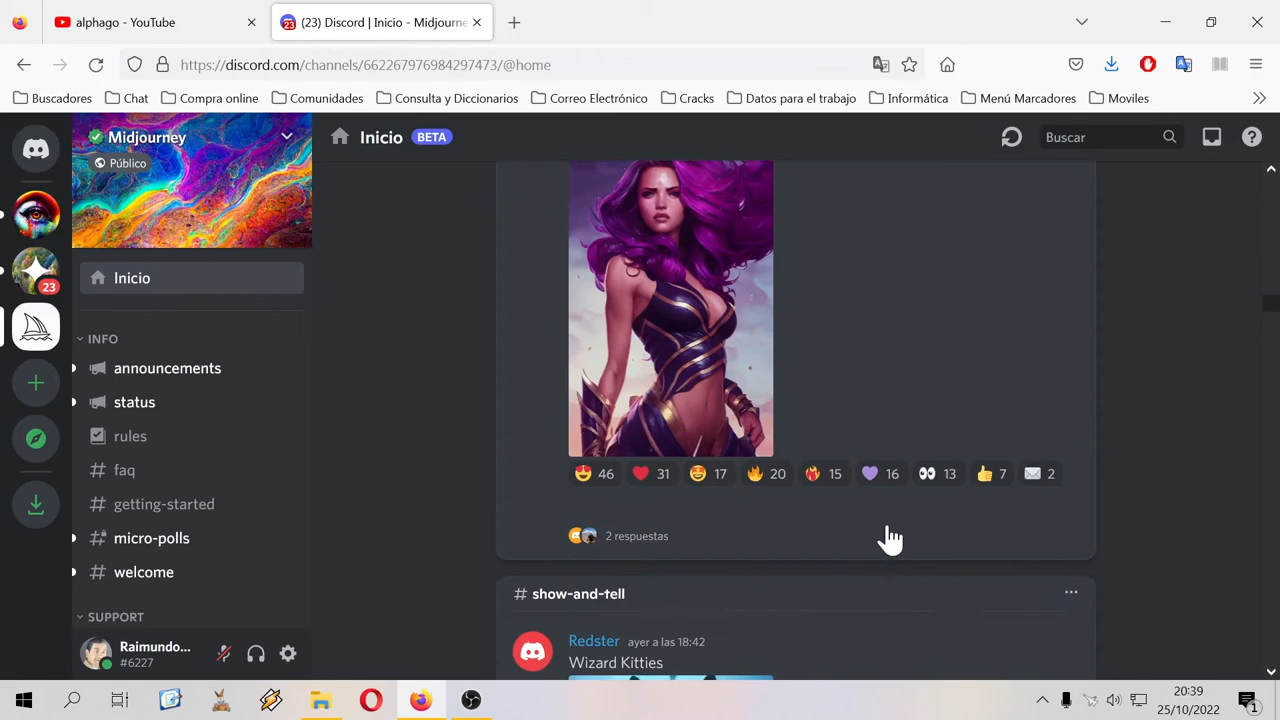 alphago - YouTube
(23) Discord | Inicio - Midjourne
https://discord.com/channels/662267976984297473/@home
Buscadores
Chat
Compra online
Comunidades
Consulta y Diccionarios
Correo Electrónico
Cracks
Datos para el trabajo
Informática
Menú Marcadores
Moviles
Midjourney
Público
Inicio
BETA
Buscar
Inicio
INFO
announcements
status
rules
faq
getting-started
micro-polls
welcome
SUPPORT
Raimundo...
#6227
23
46
31
17
20
15
16
13
7
2
2 respuestas
show-and-tell
Redster ayer a las 18:42
Wizard Kitties
20:39
25/10/2022
1